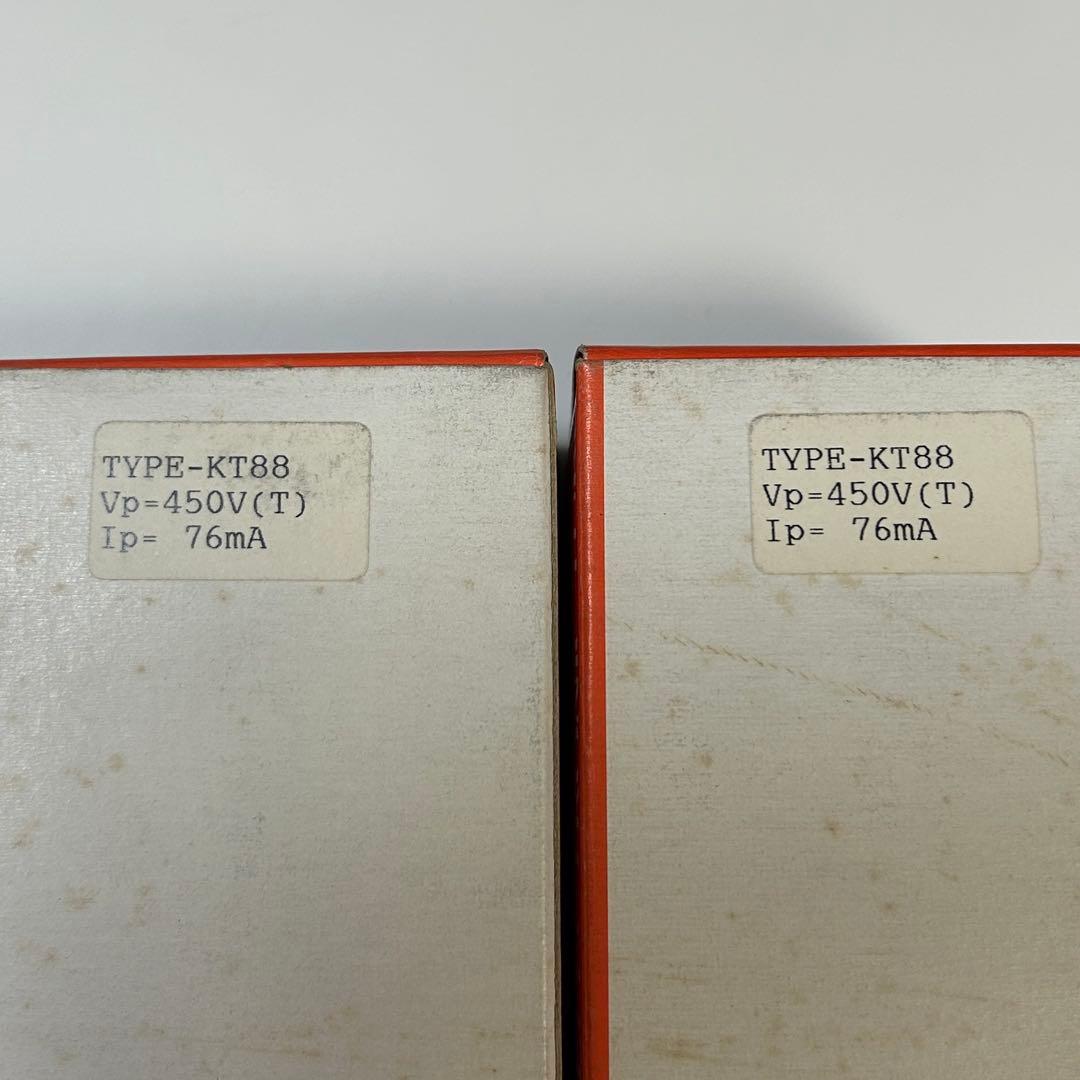 TYPE-KT88
Vp=450V(T)
Ip= 76mA
TYPE-KT88
Vp=450V(T)
Ip= 76mA